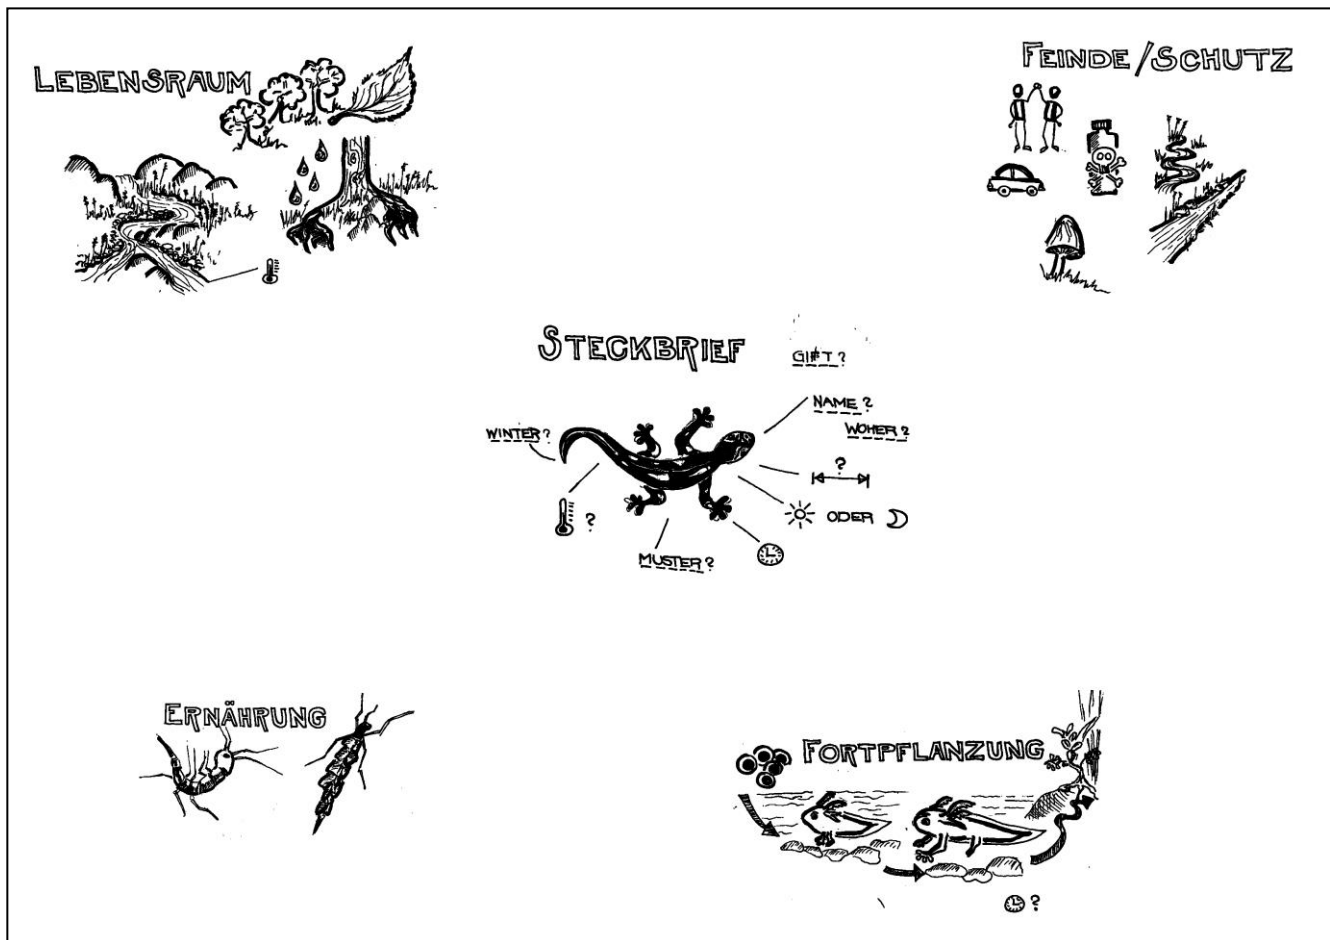 LEBENSRAUM
FEINDE/SCHUTZ
STECKBRIEF
GIFT?
NAME?
WOHER?
WINTER?
?
ODER
?
MUSTER?
ERNÄHRUNG
FORTPFLANZUNG
?